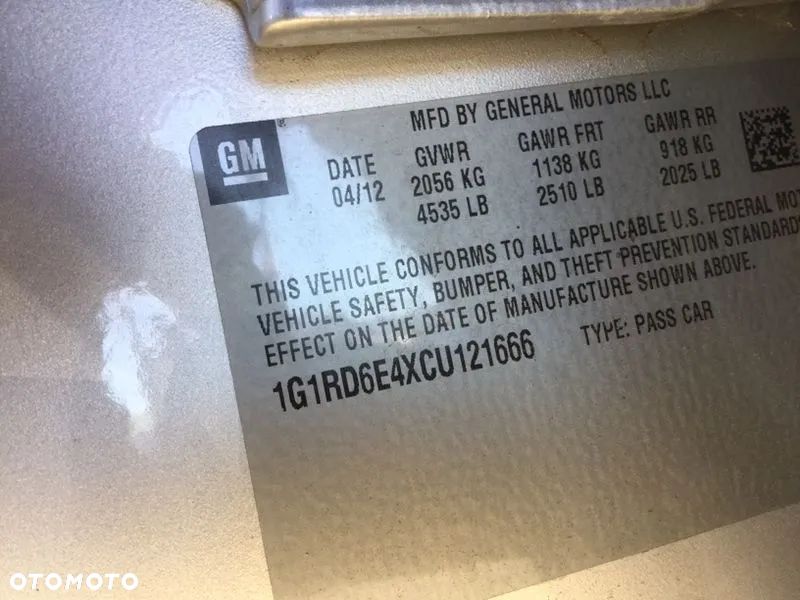 MFD BY GENERAL MOTORS LLC
GM
DATE GVWR GAWR FRT GAWR RR
04/12 2056 KG 1138 KG 918 KG
4535 LB 2510 LB 2025 LB
THIS VEHICLE CONFORMS TO ALL APPLICABLE U.S. FEDERAL MOT
VEHICLE SAFETY, BUMPER, AND THEFT PREVENTION STANDARDS
EFFECT ON THE DATE OF MANUFACTURE SHOWN ABOVE.
1G1RD6E4XCU121666 TYPE: PASS CAR
OTOMOTO